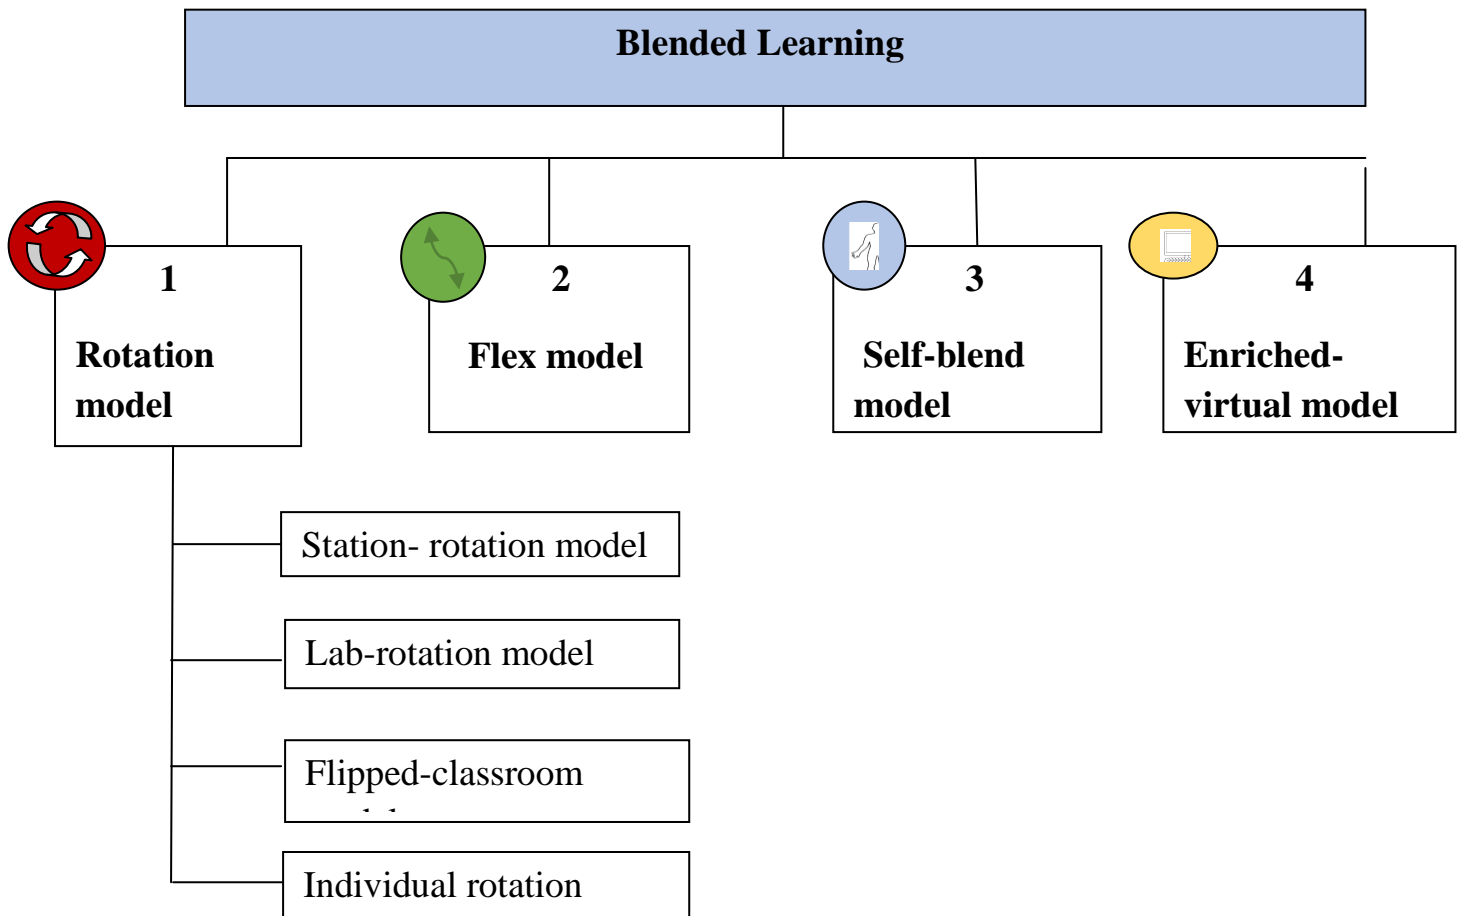 Blended Learning
1
Rotation
model
2
Flex model
3
Self-blend
model
4
Enriched-
virtual model
Station- rotation model
Lab-rotation model
Flipped-classroom
Individual rotation